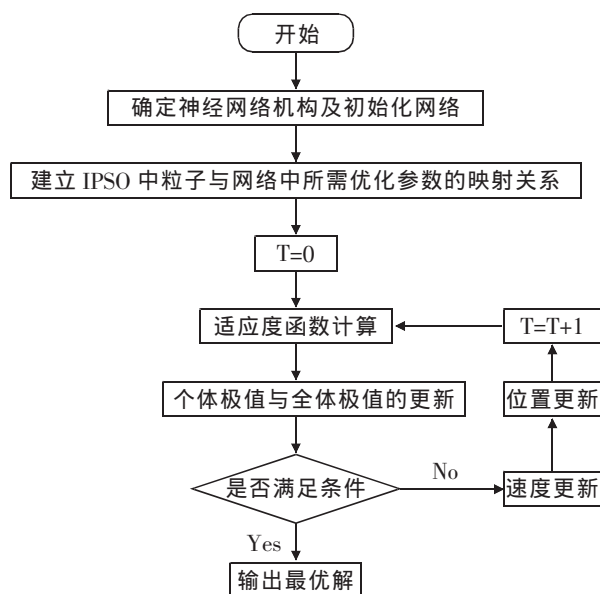 开始
确定神经网络机构及初始化网络
建立 IPSO 中粒子与网络中所需优化参数的映射关系
T=0
适应度函数计算
T=T+1
个体极值与全体极值的更新
位置更新
是否满足条件
No
速度更新
Yes
输出最优解